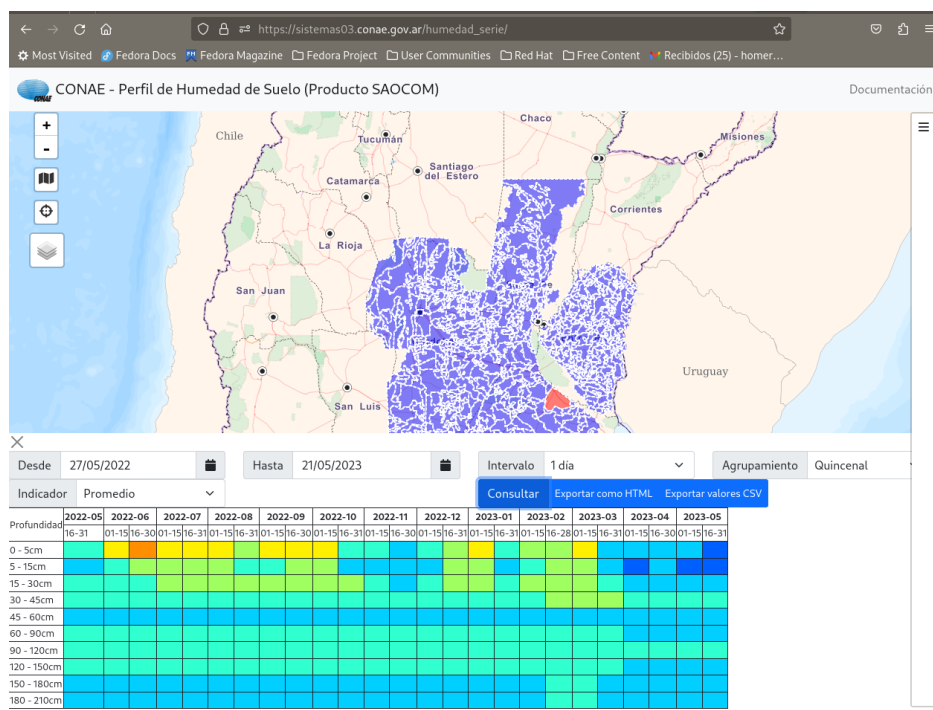 https://sistemas03.conae.gov.ar/humedad_serie/
Most Visited Fedora Docs Fedora Magazine Fedora Project User Communities Red Hat Free Content Recibidos (25) - homer...
CONAE
CONAE - Perfil de Humedad de Suelo (Producto SAOCOM) Documentación
+
-
Chile
Chaco
Tucumán
Misiones
Santiago
del Estero
Catamarca
Corrientes
La Rioja
San Juan
Uruguay
San Luis
Desde 27/05/2022 Hasta 21/05/2023 Intervalo 1 día Agrupamiento Quincenal
Indicador Promedio Consultar Exportar como HTML Exportar valores CSV
Profundidad 2022-05 2022-06 2022-07 2022-08 2022-09 2022-10 2022-11 2022-12 2023-01 2023-02 2023-03 2023-04 2023-05
16-31 01-15 16-30 01-15 16-31 01-15 16-31 01-15 16-30 01-15 16-31 01-15 16-30 01-15 16-31 01-15 16-31 01-15 16-28 01-15 16-31 01-15 16-30 01-15 16-31
0 - 5cm
5 - 15cm
15 - 30cm
30 - 45cm
45 - 60cm
60 - 90cm
90 - 120cm
120 - 150cm
150 - 180cm
180 - 210cm